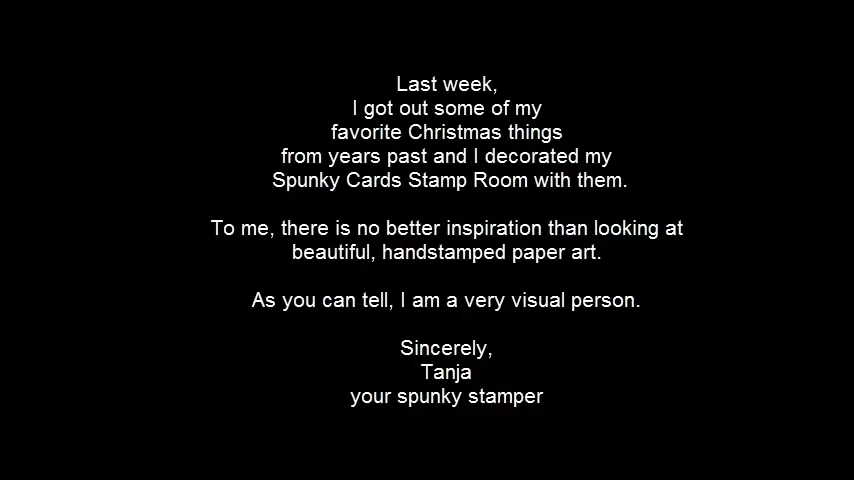 Last week,
I got out some of my
favorite Christmas things
from years past and I decorated my
Spunky Cards Stamp Room with them.
To me, there is no better inspiration than looking at
beautiful, handstamped paper art.
As you can tell, I am a very visual person.
Sincerely,
Tanja
your spunky stamper